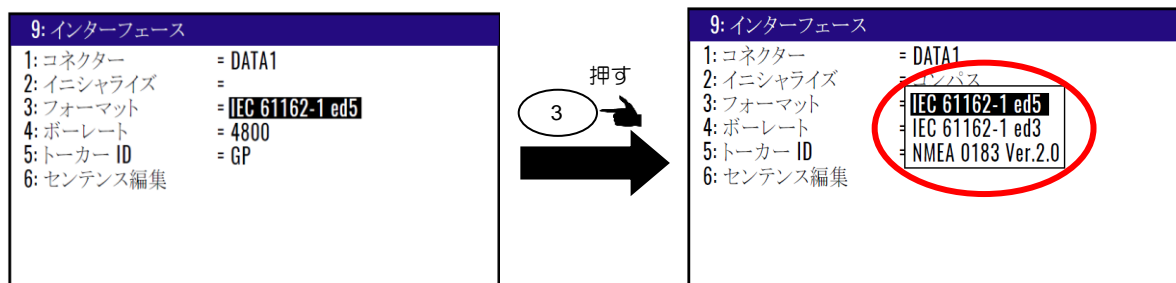 9: インターフェース
1: コネクター = DATA1
2: イニシャライズ =
3: フォーマット = IEC 61162-1 ed5
4: ボーレート = 4800
5: トーカー ID = GP
6: センテンス編集
押す
3
9: インターフェース
1: コネクター = DATA1
2: イニシャライズ = コンパス
3: フォーマット = IEC 61162-1 ed5
4: ボーレート = IEC 61162-1 ed3
5: トーカー ID = NMEA 0183 Ver.2.0
6: センテンス編集